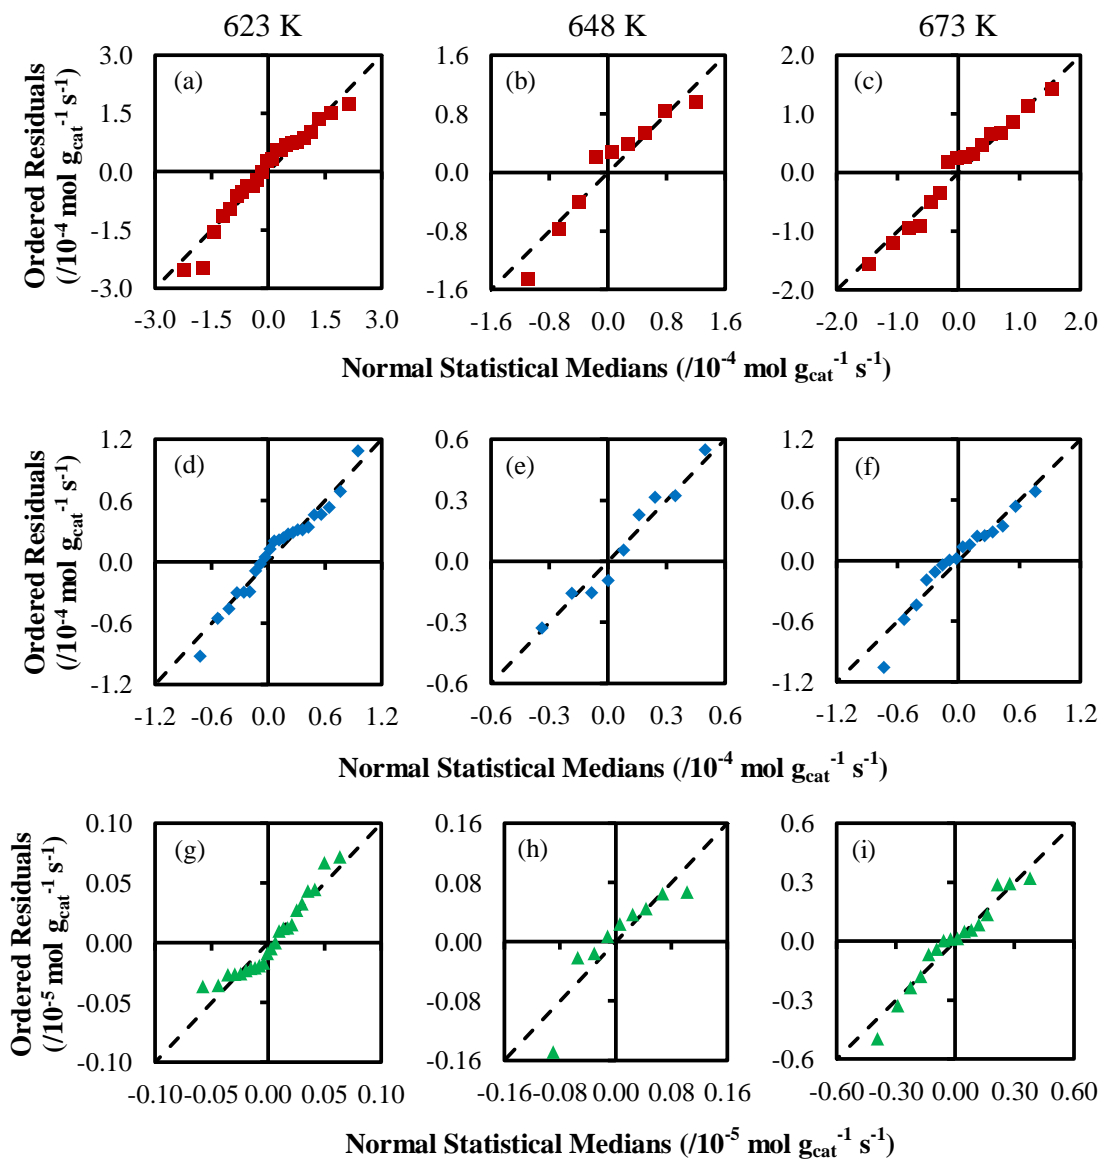 623 K 648 K 673 K
Ordered Residuals
(/10⁻⁴ mol g_cat⁻¹ s⁻¹)
(a) (b) (c)
3.0 1.6 2.0
1.5 0.8 1.0
0.0 0.0 0.0
-1.5 -0.8 -1.0
-3.0 -1.6 -2.0
-3.0 -1.5 0.0 1.5 3.0 -1.6 -0.8 0.0 0.8 1.6 -2.0 -1.0 0.0 1.0 2.0
Normal Statistical Medians (/10⁻⁴ mol g_cat⁻¹ s⁻¹)
Ordered Residuals
(/10⁻⁴ mol g_cat⁻¹ s⁻¹)
(d) (e) (f)
1.2 0.6 1.2
0.6 0.3 0.6
0.0 0.0 0.0
-0.6 -0.3 -0.6
-1.2 -0.6 -1.2
-1.2 -0.6 0.0 0.6 1.2 -0.6 -0.3 0.0 0.3 0.6 -1.2 -0.6 0.0 0.6 1.2
Normal Statistical Medians (/10⁻⁴ mol g_cat⁻¹ s⁻¹)
Ordered Residuals
(/10⁻⁵ mol g_cat⁻¹ s⁻¹)
(g) (h) (i)
0.10 0.16 0.6
0.05 0.08 0.3
0.00 0.00 0.0
-0.05 -0.08 -0.3
-0.10 -0.16 -0.6
-0.10 -0.05 0.00 0.05 0.10 -0.16 -0.08 0.00 0.08 0.16 -0.60 -0.30 0.00 0.30 0.60
Normal Statistical Medians (/10⁻⁵ mol g_cat⁻¹ s⁻¹)